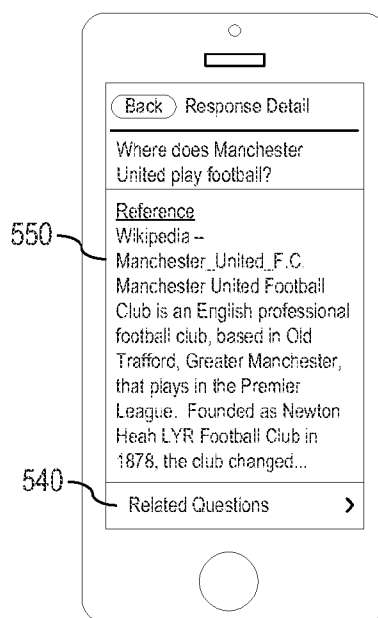 Back Response Detail
Where does Manchester
United play football?
550
Reference
Wikipedia –
Manchester_United_F.C.
Manchester United Football
Club is an English professional
football club, based in Old
Trafford, Greater Manchester,
that plays in the Premier
League. Founded as Newton
Heah LYR Football Club in
1878, the club changed...
540
Related Questions >